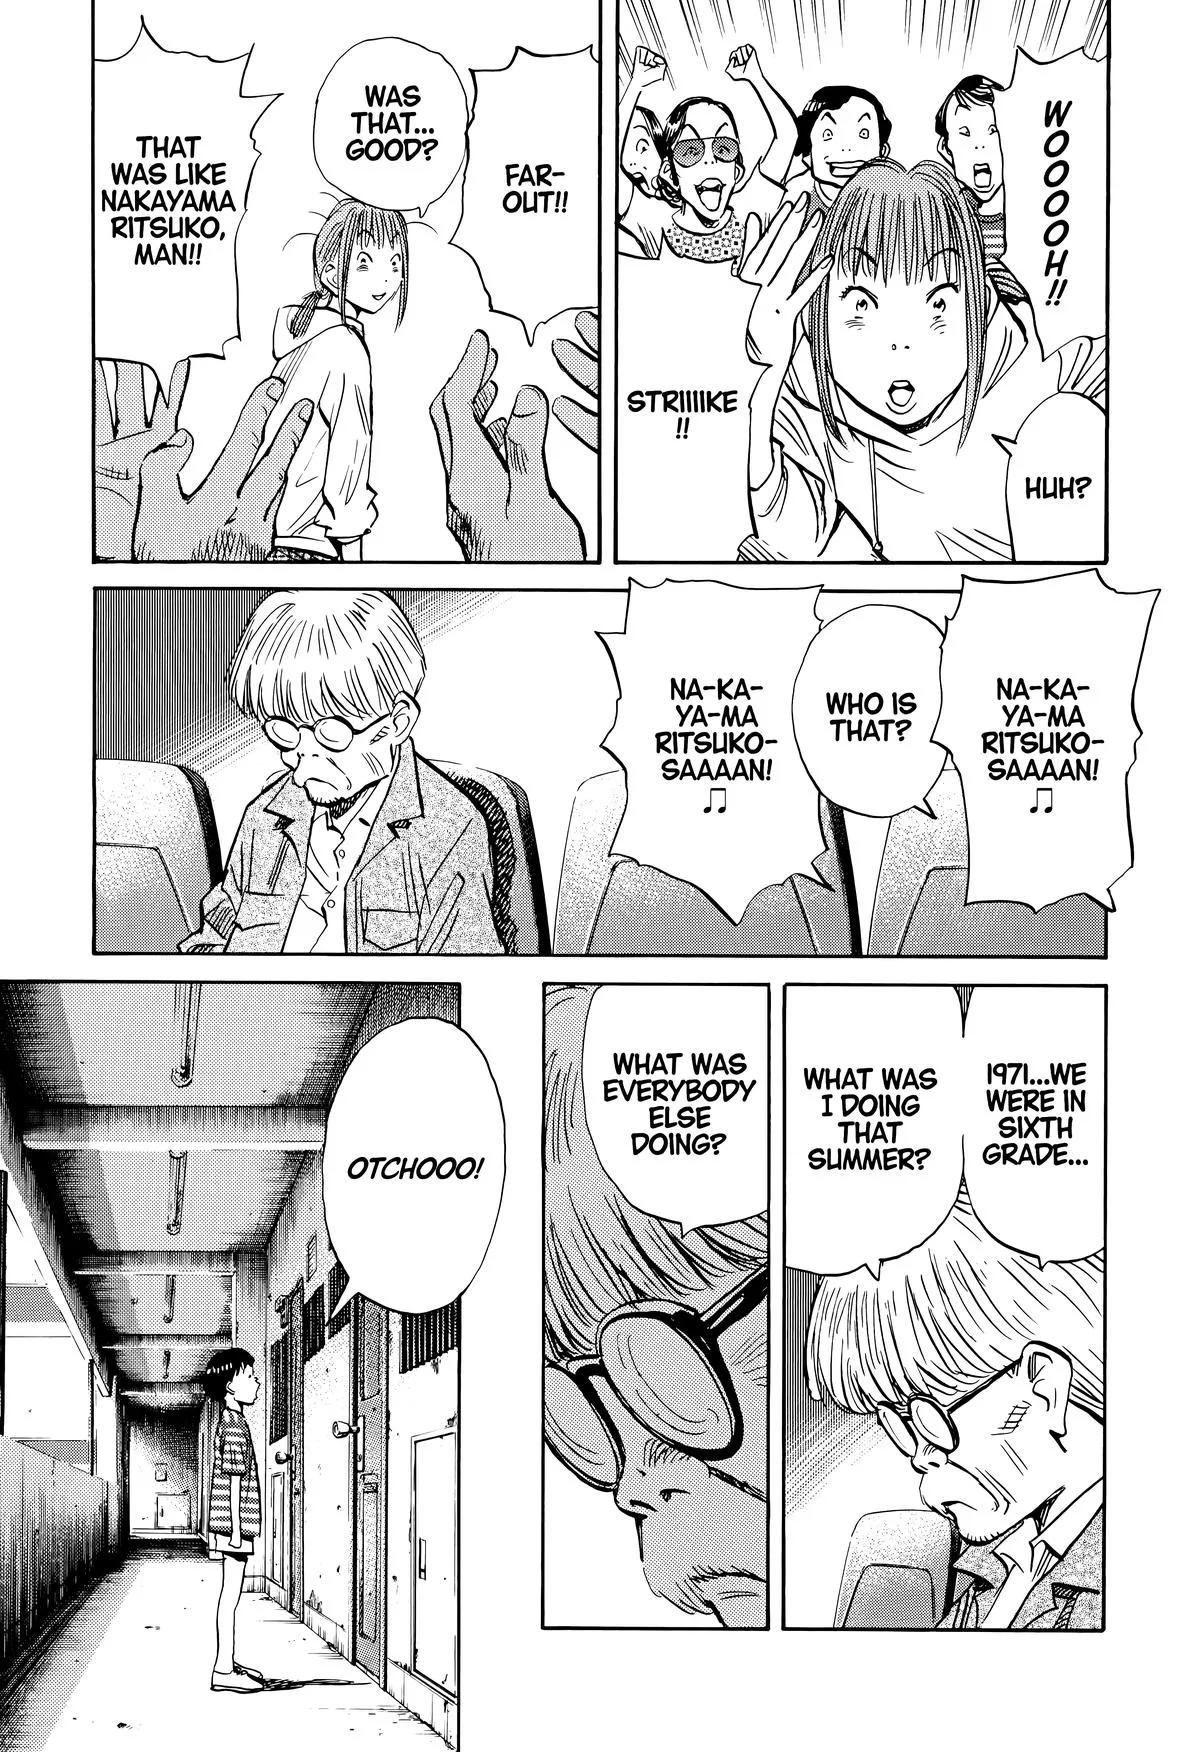 WOOOOH!!
STRIIIIKE
!!
HUH?
FAR-
OUT!!
WAS
THAT...
GOOD?
THAT
WAS LIKE
NAKAYAMA
RITSUKO,
MAN!!
NA-KA-
YA-MA
RITSUKO-
SAAAAN!
♫
WHO IS
THAT?
NA-KA-
YA-MA
RITSUKO-
SAAAAN!
♫
1971...WE
WERE IN
SIXTH
GRADE...
WHAT WAS
I DOING
THAT
SUMMER?
WHAT WAS
EVERYBODY
ELSE
DOING?
OTCHOOO!